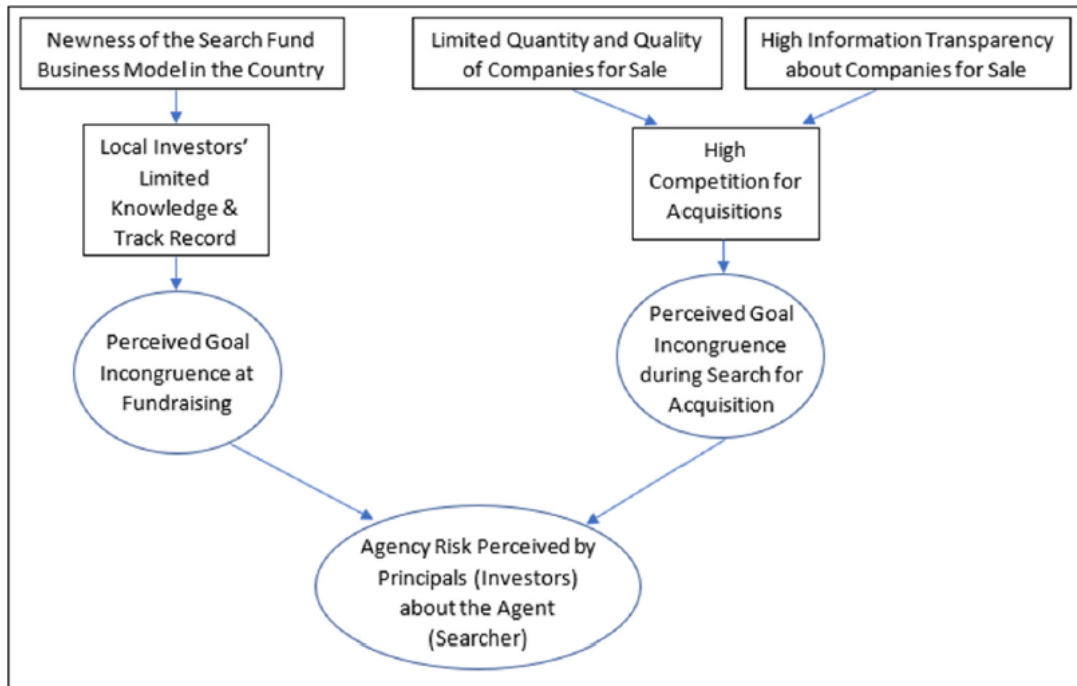 Newness of the Search Fund
Business Model in the Country
Limited Quantity and Quality
of Companies for Sale
High Information Transparency
about Companies for Sale
Local Investors'
Limited
Knowledge &
Track Record
High
Competition for
Acquisitions
Perceived Goal
Incongruence at
Fundraising
Perceived Goal
Incongruence
during Search for
Acquisition
Agency Risk Perceived by
Principals (Investors)
about the Agent
(Searcher)